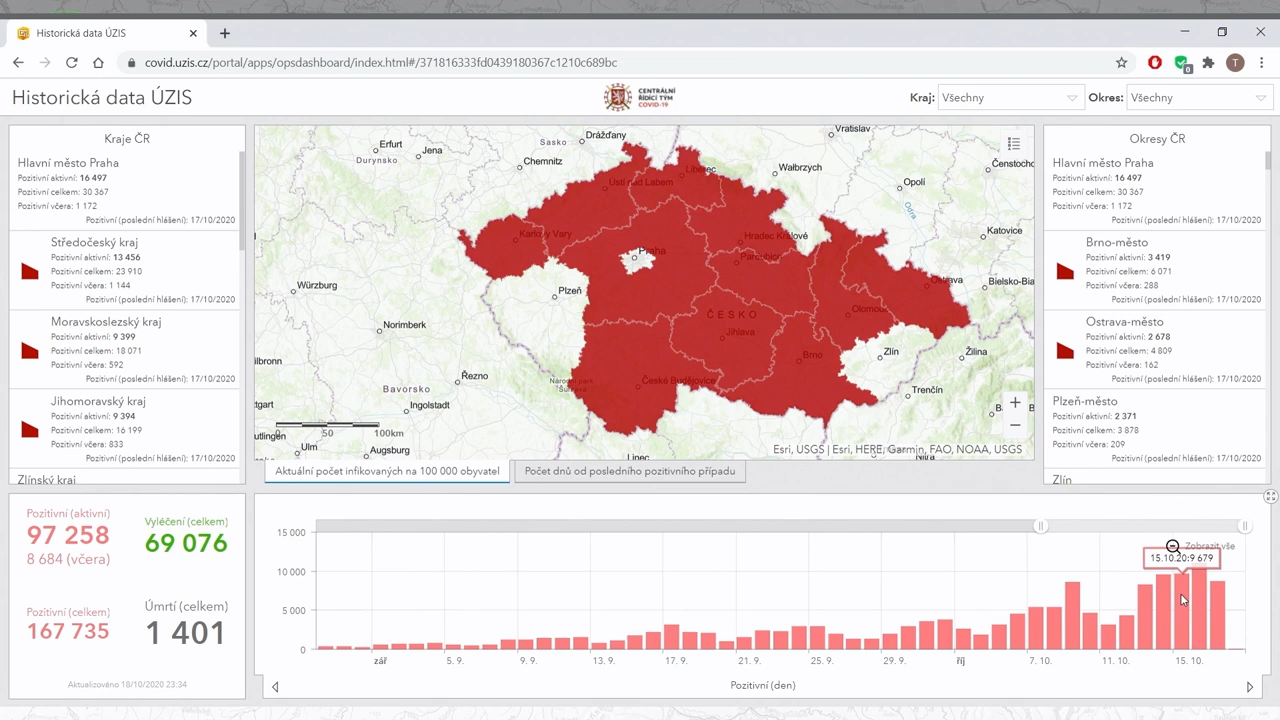 Historická data ÚZIS
covid.uzis.cz/portal/apps/opsdashboard/index.html#/37181633f80439180367c1210c689bc
T
Historická data ÚZIS
CENTRÁLNÍ
ŘÍDICÍ TÝM
COVID-19
Kraj: Všechny
Okres: Všechny
Kraje ČR
Hlavní město Praha
Pozitivní aktivní: 16 497
Pozitivní celkem: 30 367
Pozitivní včera: 1 172
Pozitivní (poslední hlášení): 17/10/2020
Středočeský kraj
Pozitivní aktivní: 13 456
Pozitivní celkem: 23 910
Pozitivní včera: 1 144
Pozitivní (poslední hlášení): 17/10/2020
Moravskoslezský kraj
Pozitivní aktivní: 9 399
Pozitivní celkem: 18 071
Pozitivní včera: 592
Pozitivní (poslední hlášení): 17/10/2020
Jihomoravský kraj
Pozitivní aktivní: 9 394
Pozitivní celkem: 16 199
Pozitivní včera: 833
Pozitivní (poslední hlášení): 17/10/2020
Zlínský kraj
Drážďany
Vratislav
Erfurt
Jena
Sasko
Durynsko
Chemnitz
Liberec
Wałbrzych
Čenstocho
Ústí nad Labem
Opolí
Odra
Karlovy Vary
Hradec Králové
Katovice
Praha
Pardubice
Ostrava
Bielsko-Bia
Würzburg
Plzeň
Olomouc
ČESKO
Norimberk
Jihlava
Zlín
Žilina
Brno
ilbronn
Řezno
Národní park
Šumava
České Budějovice
Bavorsko
Trenčín
tgart
Ingolstadt
0 50 100km
utlingen
Ulm
Augsburg
Linec
Nitra
Esri, USGS | Esri, HERE, Garmin, FAO, NOAA, USGS
Aktuální počet infikovaných na 100 000 obyvatel
Počet dnů od posledního pozitivního případu
Okresy ČR
Hlavní město Praha
Pozitivní aktivní: 16 497
Pozitivní celkem: 30 367
Pozitivní včera: 1 172
Pozitivní (poslední hlášení): 17/10/2020
Brno-město
Pozitivní aktivní: 3 419
Pozitivní celkem: 6 071
Pozitivní včera: 288
Pozitivní (poslední hlášení): 17/10/2020
Ostrava-město
Pozitivní aktivní: 2 678
Pozitivní celkem: 4 809
Pozitivní včera: 162
Pozitivní (poslední hlášení): 17/10/2020
Plzeň-město
Pozitivní aktivní: 2 371
Pozitivní celkem: 3 878
Pozitivní včera: 209
Pozitivní (poslední hlášení): 17/10/2020
Zlín
Pozitivní (aktivní)
97 258
8 684 (včera)
Vyléčení (celkem)
69 076
Pozitivní (celkem)
167 735
Úmrtí (celkem)
1 401
Aktualizováno 18/10/2020 23:34
15 000
10 000
5 000
0
Zobrazit vše
15.10.20:9 679
zář 5. 9. 9. 9. 13. 9. 17. 9. 21. 9. 25. 9. 29. 9. říj 7. 10. 11. 10. 15. 10.
Pozitivní (den)